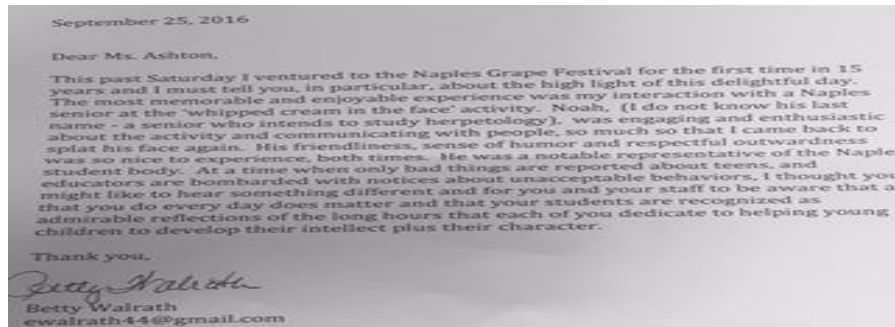 September 25, 2016
Dear Ms. Ashton,
This past Saturday I ventured to the Naples Grape Festival for the first time in 15
years and I must tell you, in particular, about the high light of this delightful day.
The most memorable and enjoyable experience was my interaction with a Naples
senior at the 'whipped cream in the face' activity. Noah, (I do not know his last
name - a senior who intends to study herpetology), was engaging and enthusiastic
about the activity and communicating with people, so much so that I came back to
splat his face again. His friendliness, sense of humor and respectful outwardness
was so nice to experience, both times. He was a notable representative of the Naple
student body. At a time when only bad things are reported about teens, and
educators are bombarded with notices about unacceptable behaviors, I thought you
might like to hear something different and for you and your staff to be aware that a
that you do every day does matter and that your students are recognized as
admirable reflections of the long hours that each of you dedicate to helping young
children to develop their intellect plus their character.
Thank you,
Betty Walrath
Betty Walrath
ewalrath44@gmail.com